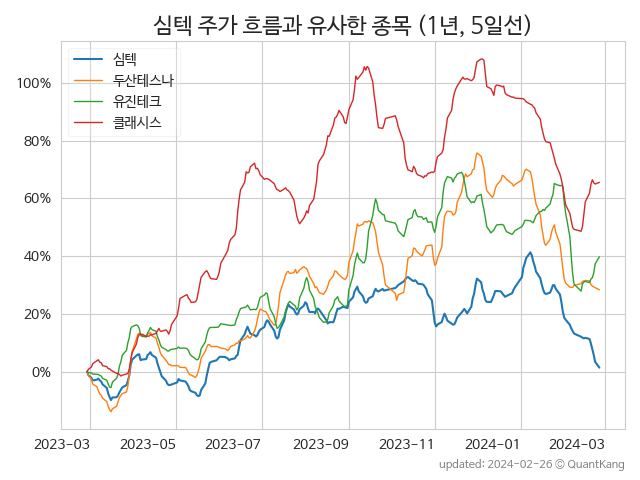 심텍 주가 흐름과 유사한 종목 (1년, 5일선)
심텍
두산테스나
유진테크
클래시스
100%
80%
60%
40%
20%
0%
2023-03 2023-05 2023-07 2023-09 2023-11 2024-01 2024-03
updated: 2024-02-26 © QuantKang